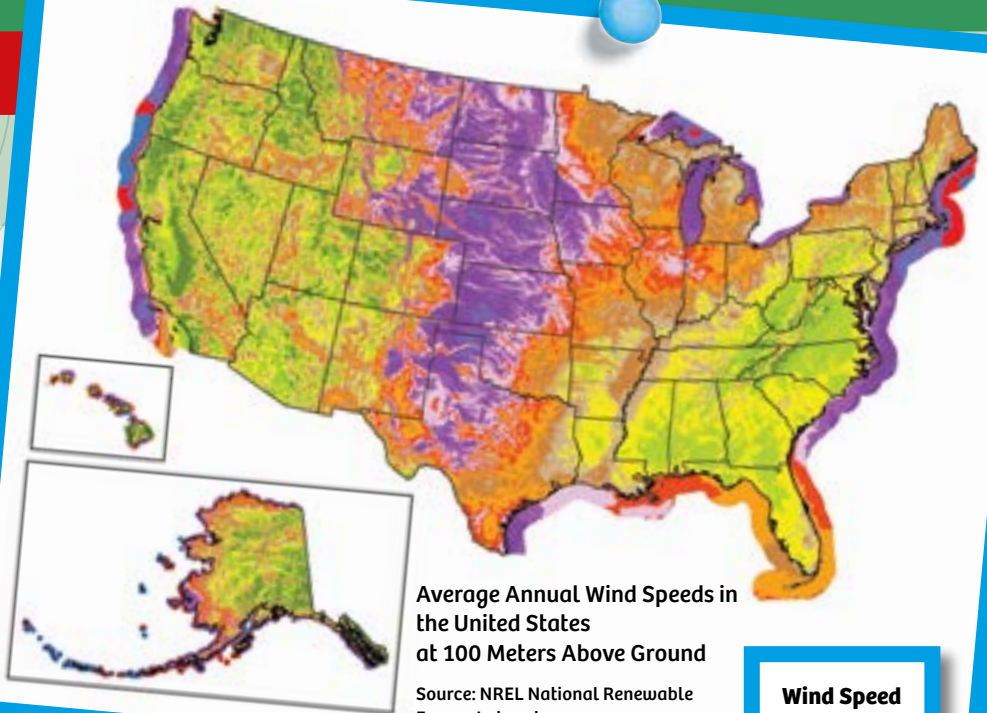 Average Annual Wind Speeds in
the United States
at 100 Meters Above Ground
Source: NREL National Renewable
Wind Speed